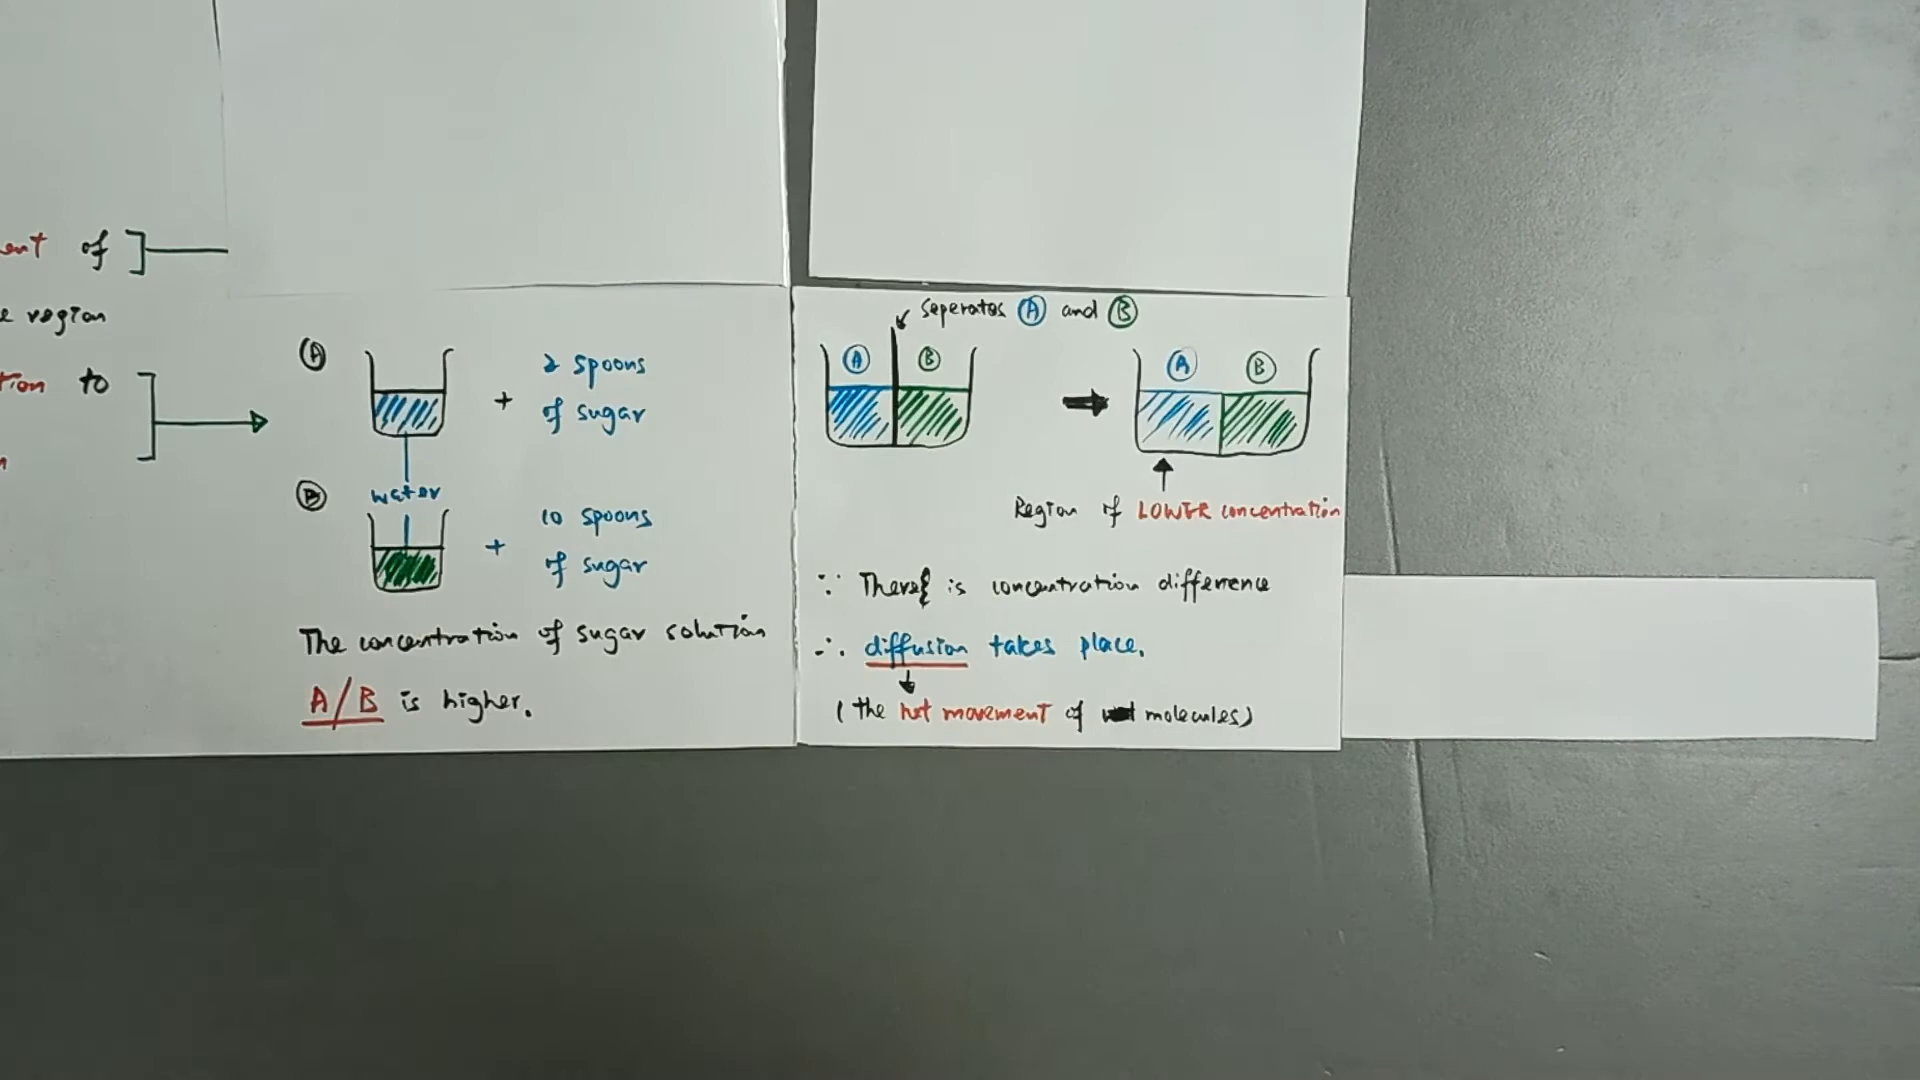 ent of
e region
tion to
n
A
2 spoons
+
of sugar
water
B
10 spoons
+
of sugar
The concentration of sugar solution
A/B is higher.
seperates A and B
A B
A B
Region of LOWER concentration
∵ There is concentration difference
∴ diffusion takes place.
(the net movement of molecules)